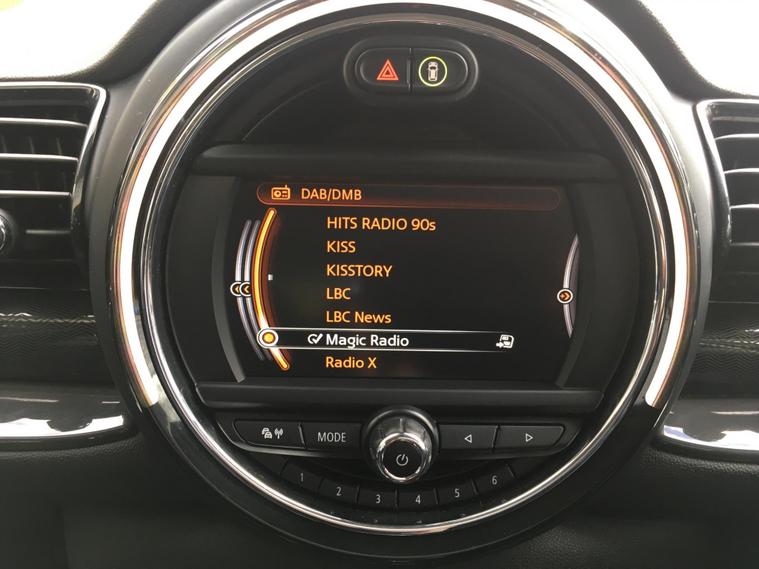 DAB/DMB
HITS RADIO 90s
KISS
KISSTORY
LBC
LBC News
Magic Radio
Radio X
MODE
1 2 3 4 5 6